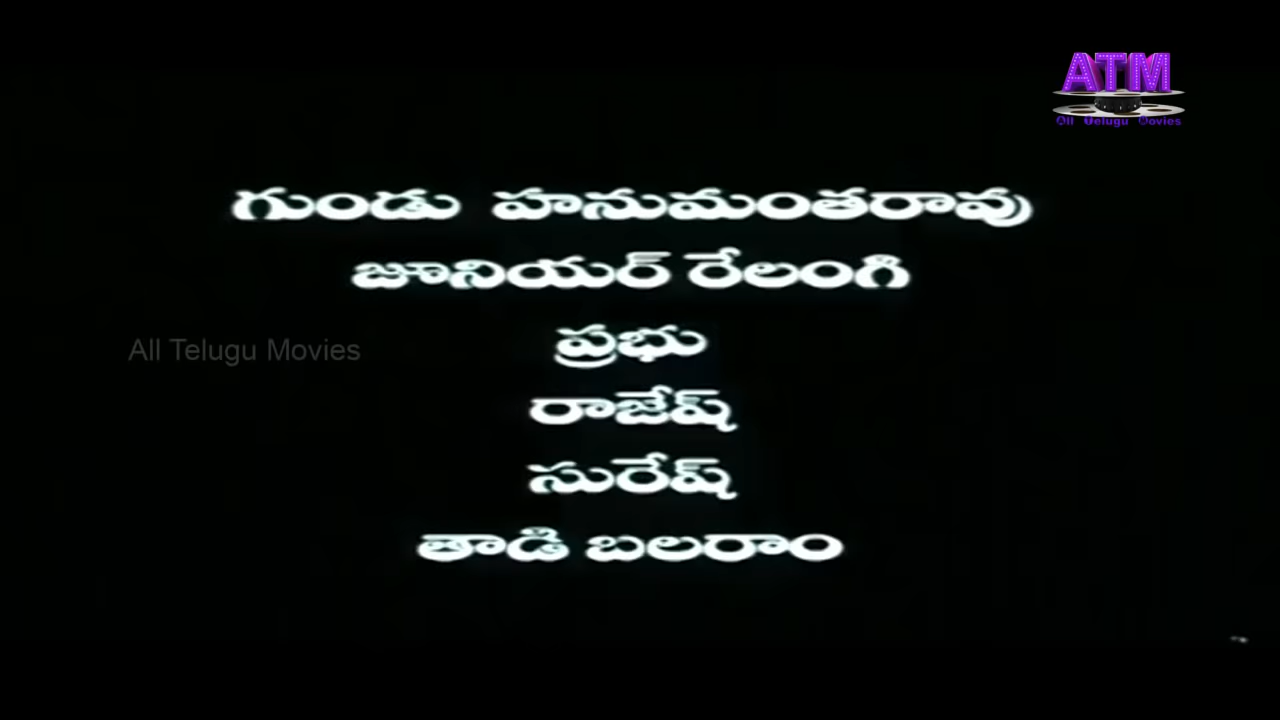 ATM
All Telugu Movies
గుండు హనుమంతరావు
జూనియర్ రేలంగి
ప్రభు
All Telugu Movies
రాజేష్
సురేష్
తాడి బలరాం